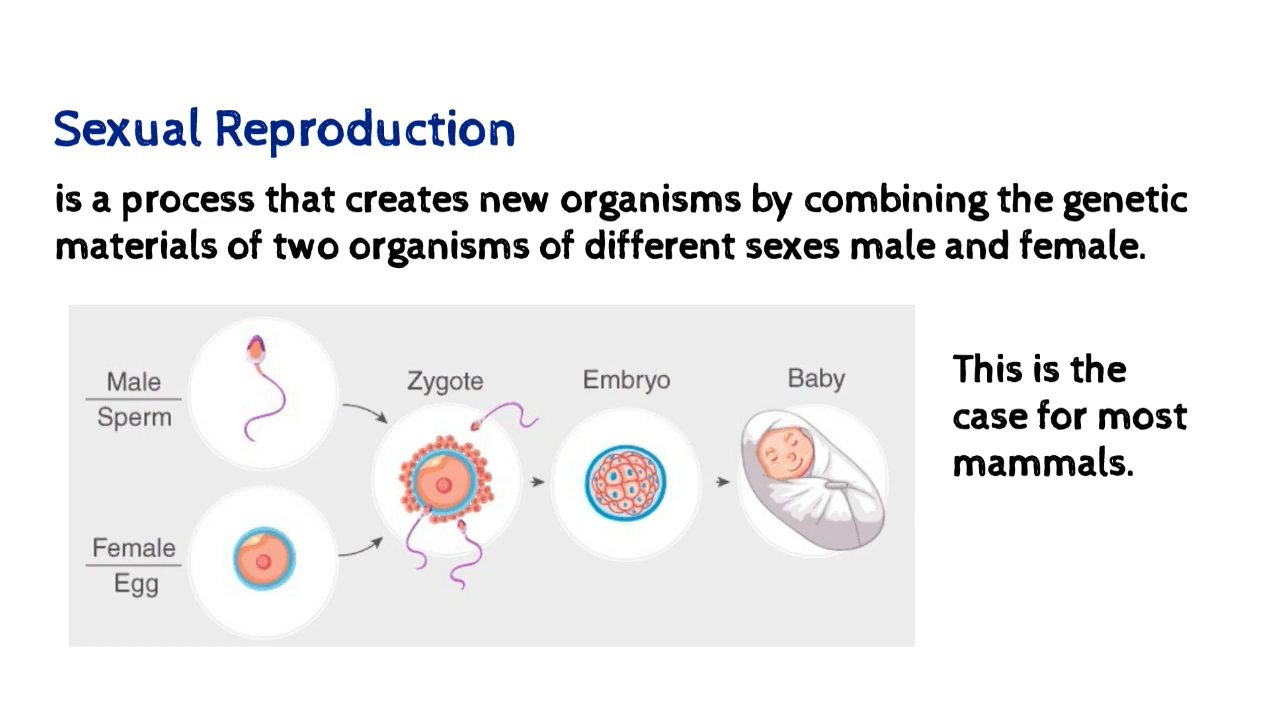 Sexual Reproduction
is a process that creates new organisms by combining the genetic
materials of two organisms of different sexes male and female.
Male
Sperm
Female
Egg
Zygote
Embryo
Baby
This is the
case for most
mammals.